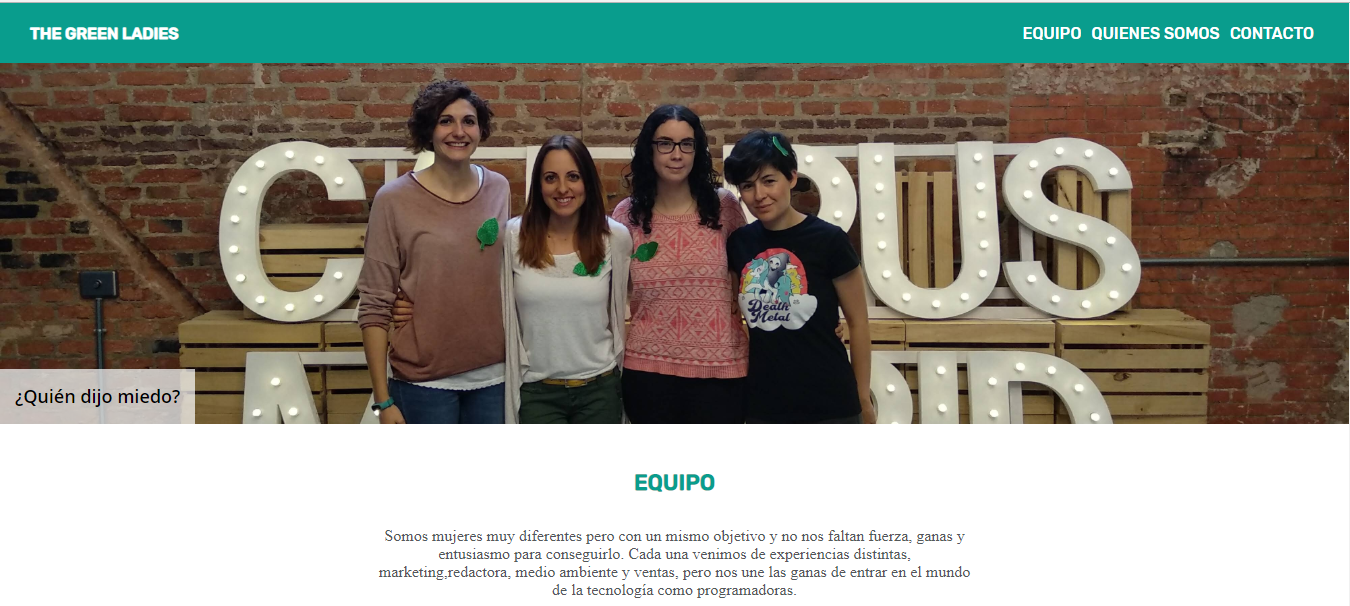 THE GREEN LADIES
EQUIPO QUIENES SOMOS CONTACTO
CAMPUS
MADRID
Death
Metal
¿Quién dijo miedo?
EQUIPO
Somos mujeres muy diferentes pero con un mismo objetivo y no nos faltan fuerza, ganas y
entusiasmo para conseguirlo. Cada una venimos de experiencias distintas,
marketing,redactora, medio ambiente y ventas, pero nos une las ganas de entrar en el mundo
de la tecnología como programadoras.